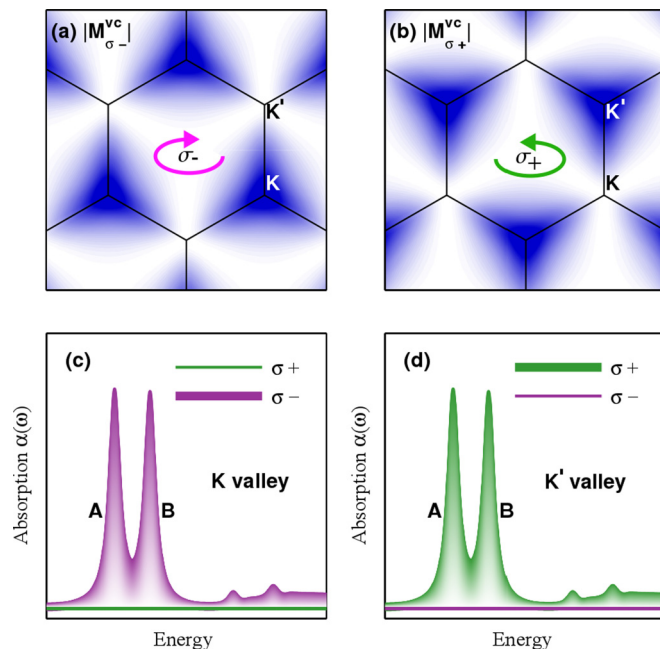 (a) |M^vc_σ−|
K'
σ-
K
(b) |M^vc_σ+|
K'
σ+
K
(c)
σ +
σ −
K valley
A
B
Absorption α(ω)
Energy
(d)
σ +
σ −
K' valley
A
B
Absorption α(ω)
Energy